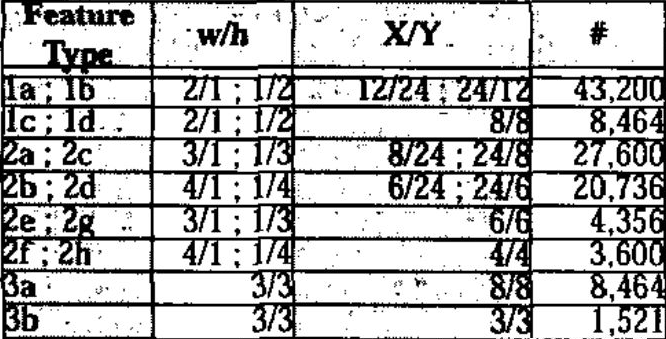 Feature Type w/h X/Y #
1a ; 1b 2/1 ; 1/2 12/24 ; 24/12 43,200
1c ; 1d 2/1 ; 1/2 8/8 8,464
2a ; 2c 3/1 ; 1/3 8/24 ; 24/8 27,600
2b ; 2d 4/1 ; 1/4 6/24 ; 24/6 20,736
2e ; 2g 3/1 ; 1/3 6/6 4,356
2f ; 2h 4/1 ; 1/4 4/4 3,600
3a 3/3 8/8 8,464
3b 3/3 3/3 1,521